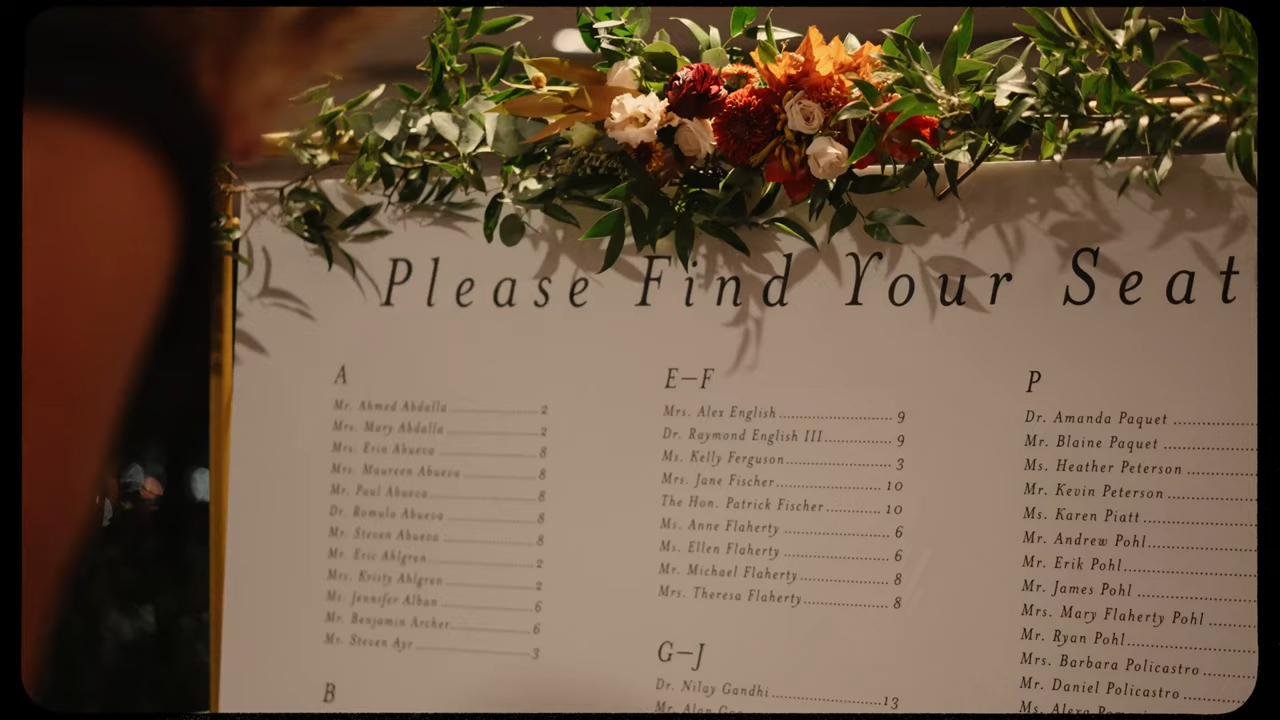 Please Find Your Seat
A
Mr. Ahmed Abdalla 2
Mrs. Mary Abdalla 2
Mrs. Erin Abueva 8
Mrs. Maureen Abueva 8
Mr. Paul Abueva 8
Dr. Romulo Abueva 8
Mr. Steven Abueva 8
Mr. Eric Ahlgren 2
Mrs. Kristy Ahlgren 2
Ms. Jennifer Alban 6
Mr. Benjamin Archer 6
Mr. Steven Ayr 3
B
E–F
Mrs. Alex English 9
Dr. Raymond English III 9
Ms. Kelly Ferguson 3
Mrs. Jane Fischer 10
The Hon. Patrick Fischer 10
Ms. Anne Flaherty 6
Ms. Ellen Flaherty 6
Mr. Michael Flaherty 8
Mrs. Theresa Flaherty 8
G–J
Dr. Nilay Gandhi 13
Mr. Alan
P
Dr. Amanda Paquet
Mr. Blaine Paquet
Ms. Heather Peterson
Mr. Kevin Peterson
Ms. Karen Piatt
Mr. Andrew Pohl
Mr. Erik Pohl
Mr. James Pohl
Mrs. Mary Flaherty Pohl
Mr. Ryan Pohl
Mrs. Barbara Policastro
Mr. Daniel Policastro
Ms. Alexa